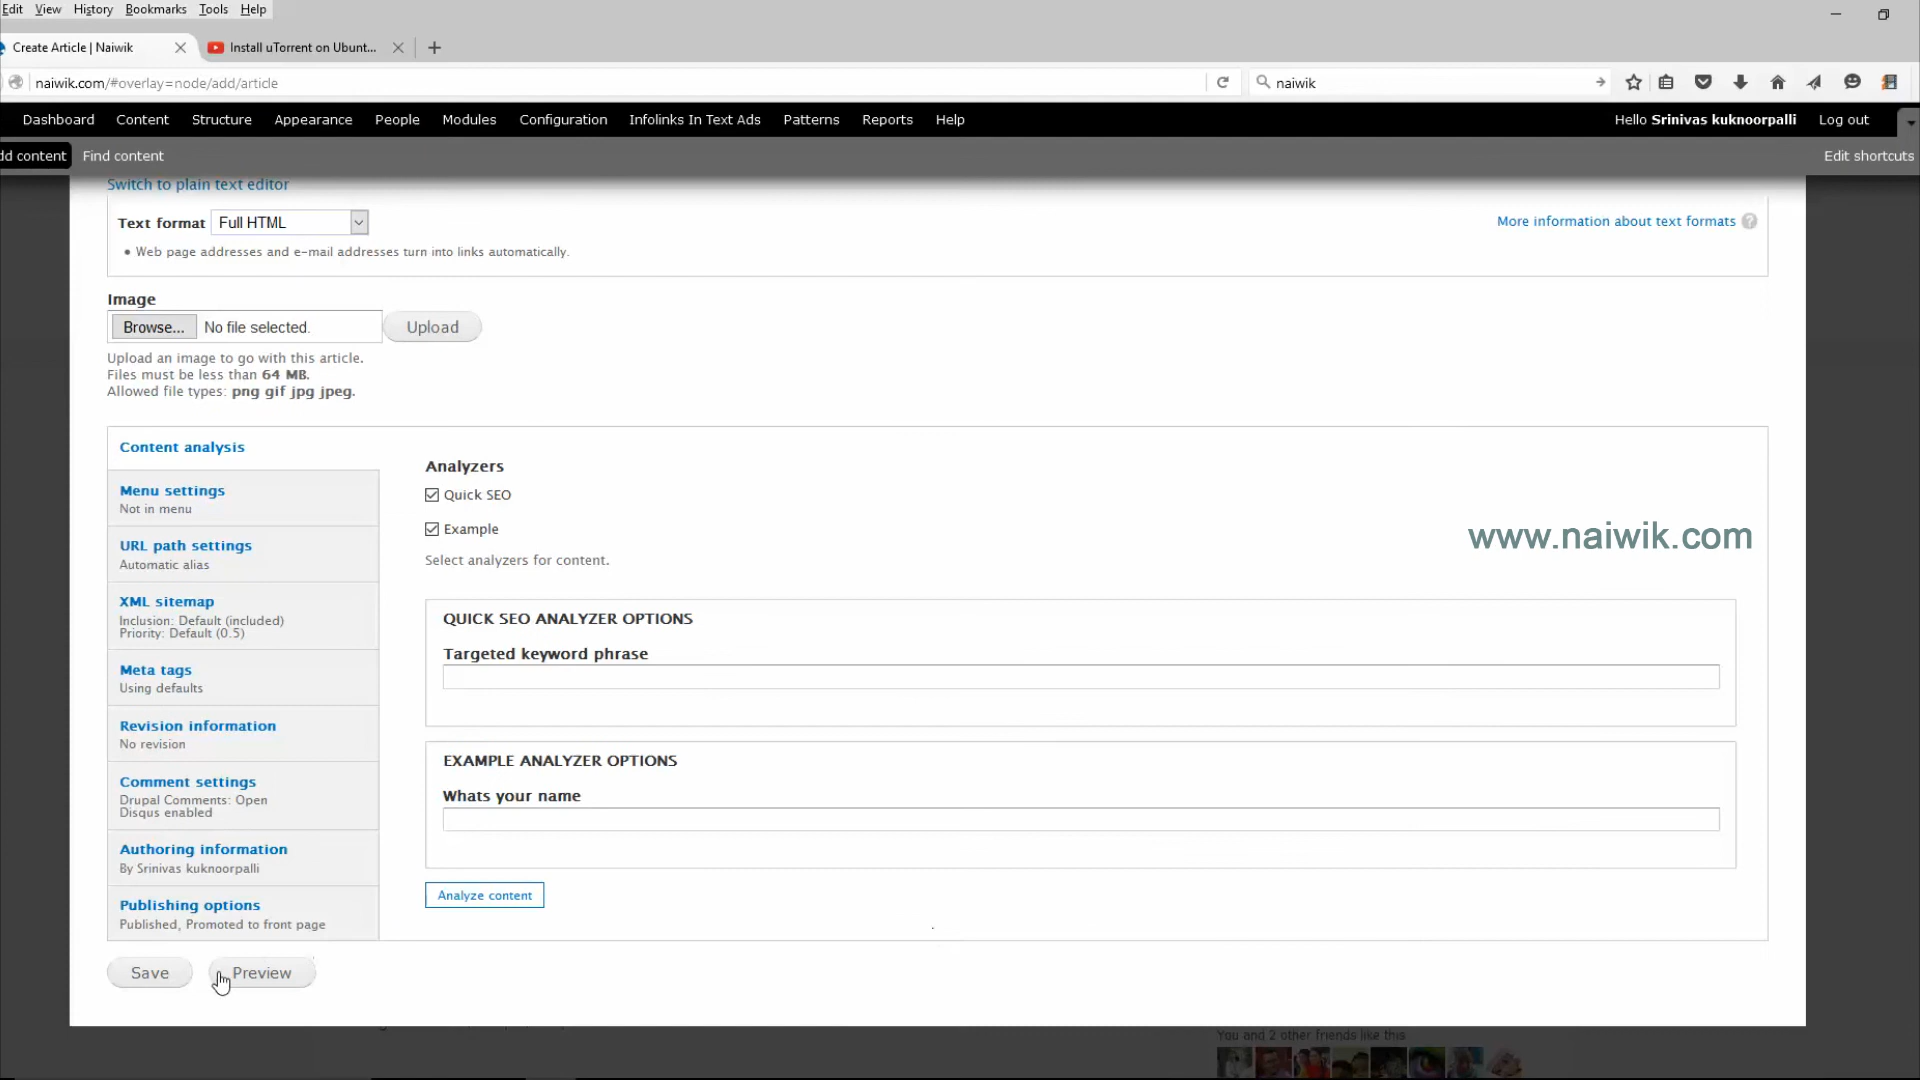 Edit View History Bookmarks Tools Help
Create Article | Naiwik
Install uTorrent on Ubunt...
naiwik.com/#overlay=node/add/article
naiwik
Dashboard Content Structure Appearance People Modules Configuration Infolinks In Text Ads Patterns Reports Help
Hello Srinivas kuknoorpalli Log out
dd content Find content
Edit shortcuts
Switch to plain text editor
Text format Full HTML
More information about text formats ?
• Web page addresses and e-mail addresses turn into links automatically.
Image
Browse... No file selected. Upload
Upload an image to go with this article.
Files must be less than 64 MB.
Allowed file types: png gif jpg jpeg.
Content analysis
Menu settings
Not in menu
URL path settings
Automatic alias
XML sitemap
Inclusion: Default (included)
Priority: Default (0.5)
Meta tags
Using defaults
Revision information
No revision
Comment settings
Drupal Comments: Open
Disqus enabled
Authoring information
By Srinivas kuknoorpalli
Publishing options
Published, Promoted to front page
Analyzers
Quick SEO
Example
Select analyzers for content.
www.naiwik.com
QUICK SEO ANALYZER OPTIONS
Targeted keyword phrase
EXAMPLE ANALYZER OPTIONS
Whats your name
Analyze content
Save Preview
You and 2 other friends like this